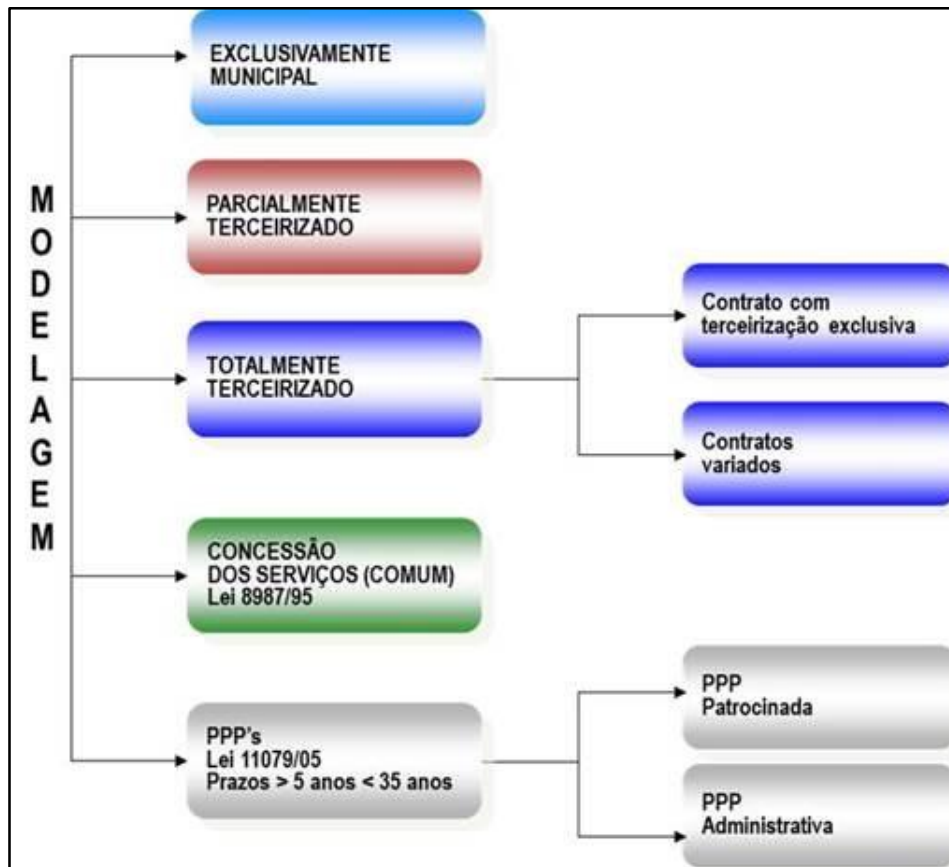 MODELAGEM
EXCLUSIVAMENTE
MUNICIPAL
PARCIALMENTE
TERCEIRIZADO
TOTALMENTE
TERCEIRIZADO
Contrato com
terceirização exclusiva
Contratos
variados
CONCESSÃO
DOS SERVIÇOS (COMUM)
Lei 8987/95
PPP's
Lei 11079/05
Prazos > 5 anos < 35 anos
PPP
Patrocinada
PPP
Administrativa